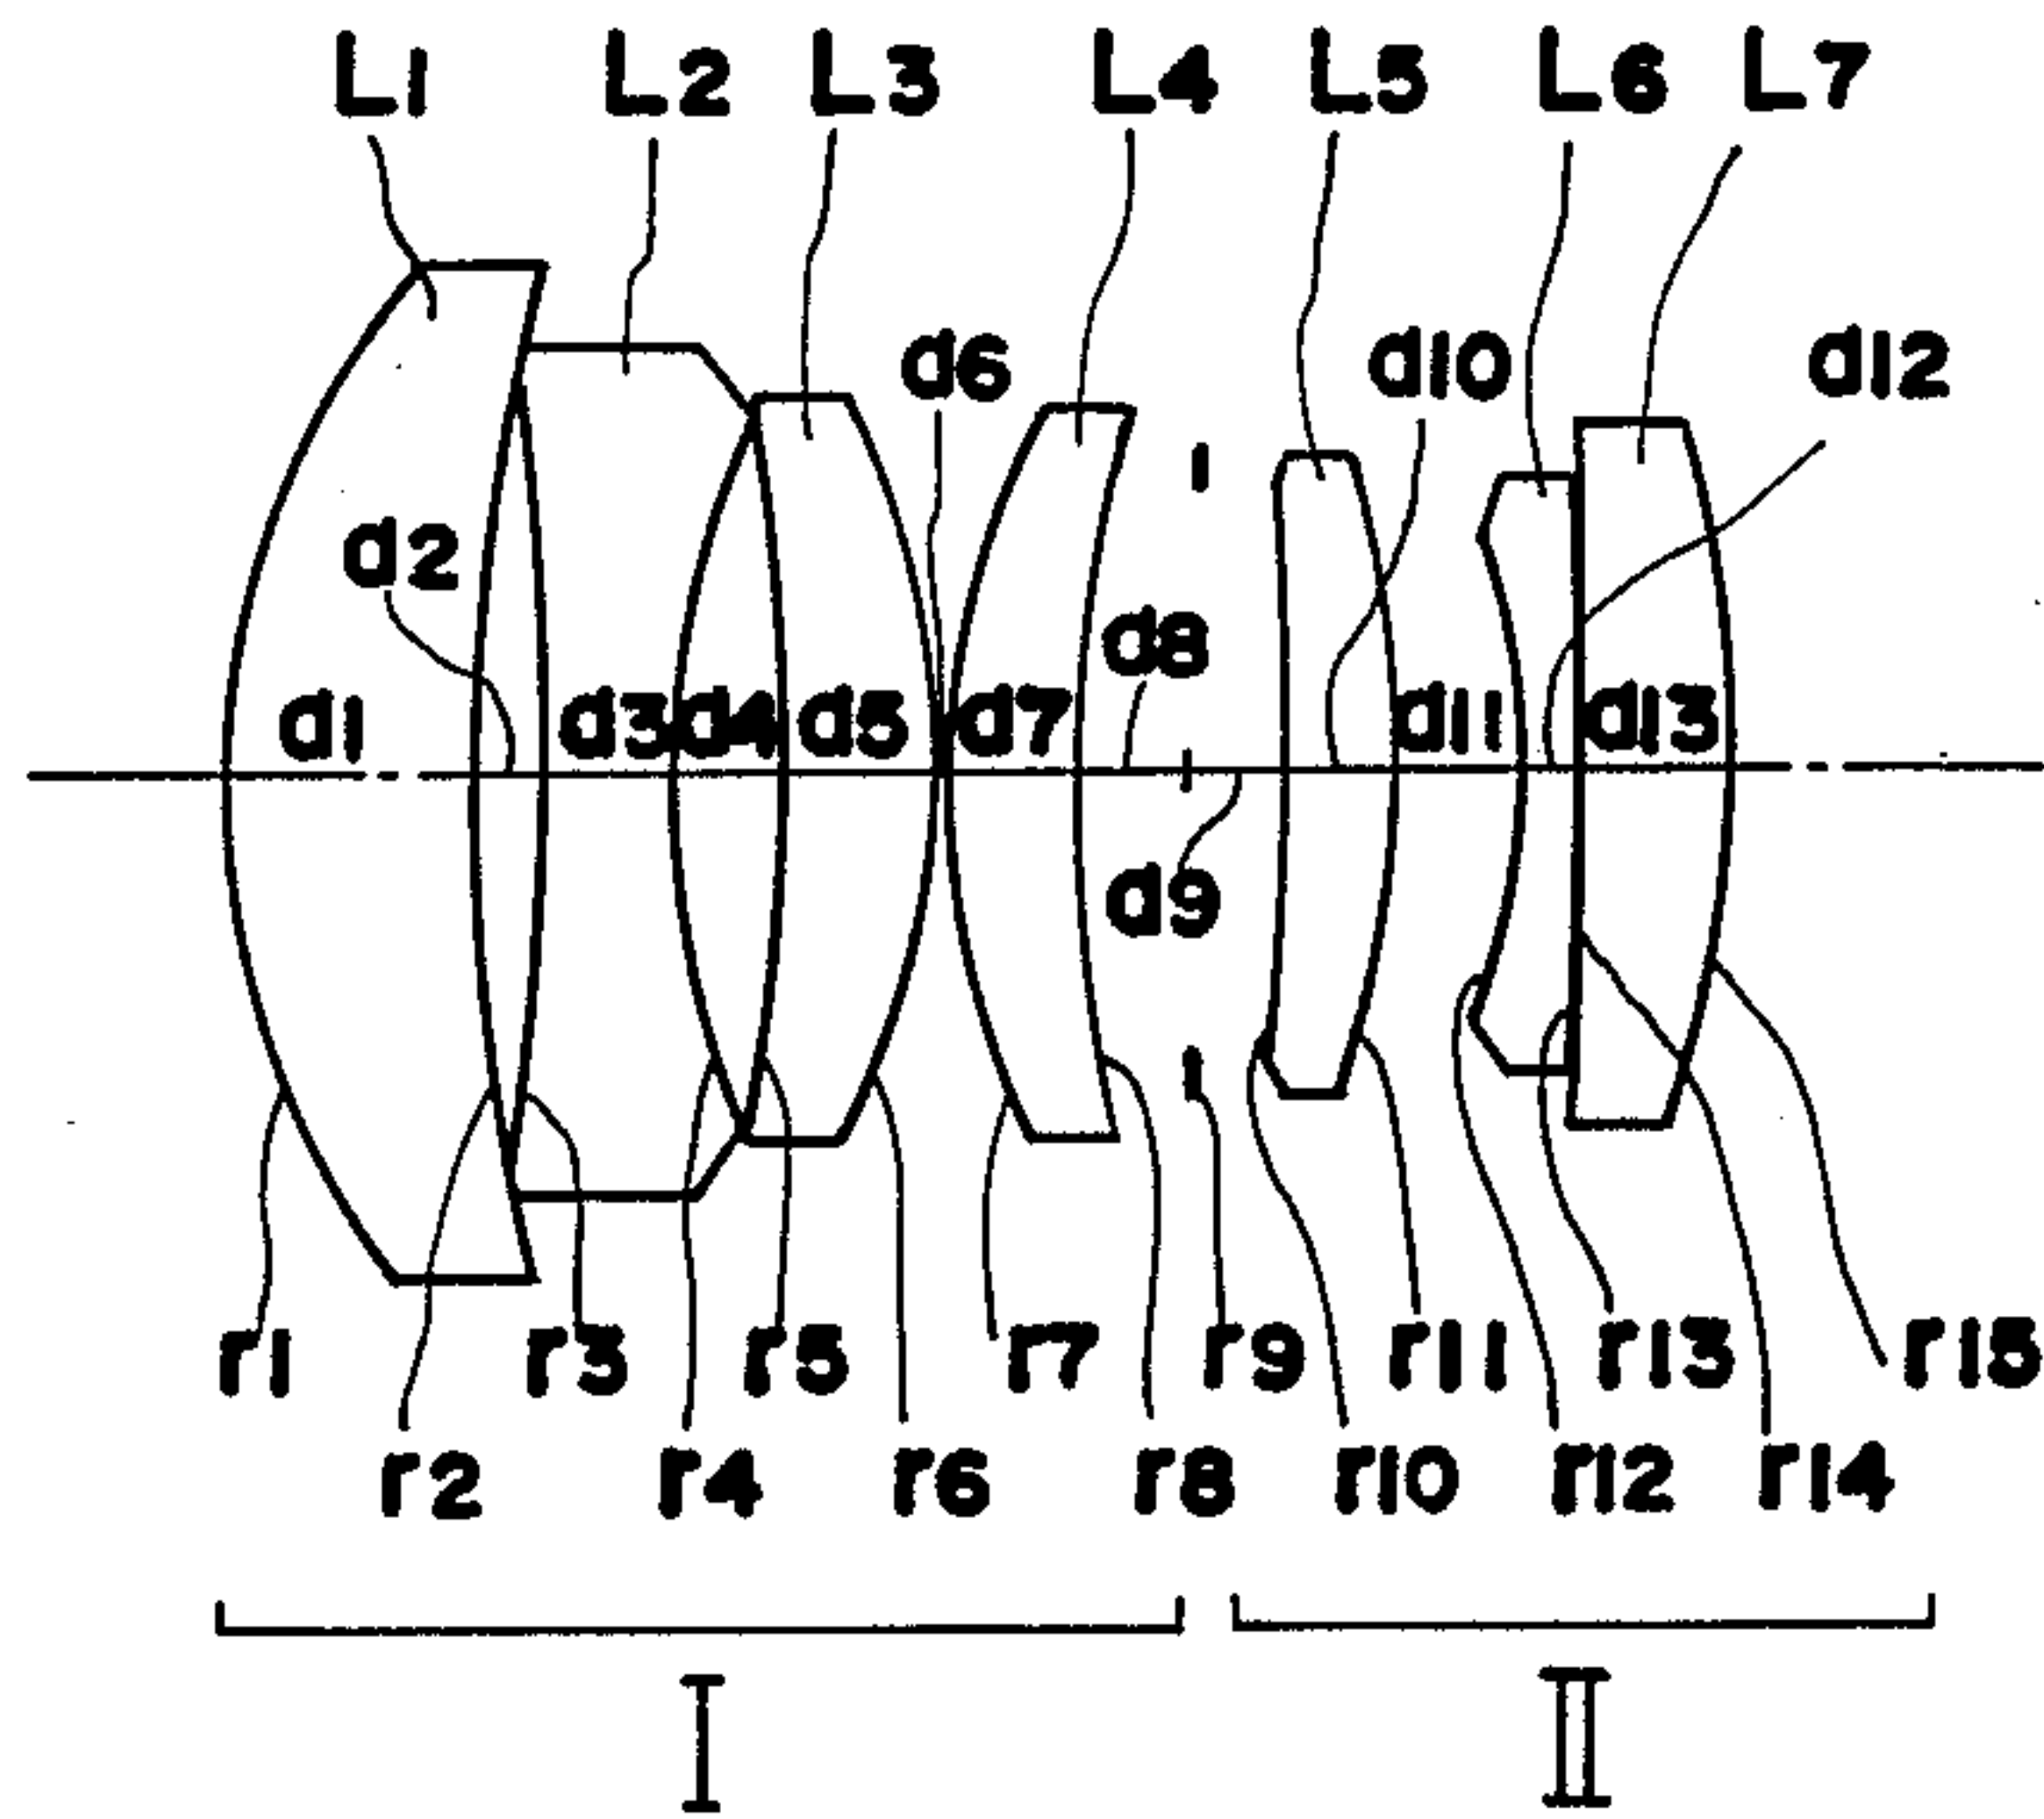 L1 L2 L3 L4 L5 L6 L7
d6 d10 d12
d2
d8
d1 d3 d4 d5 d7 d11 d13
d9
r1 r3 r5 r7 r9 r11 r13 r15
r2 r4 r6 r8 r10 r12 r14
I II